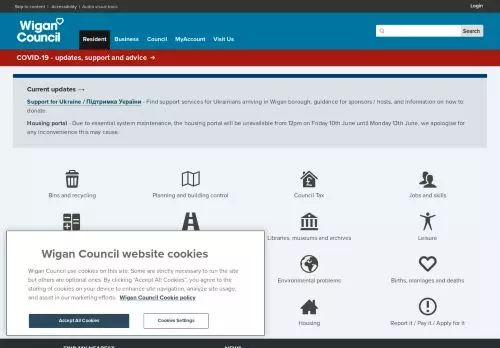 Skip to content | Accessibility | Audio visual tools
Login
Wigan
Council
Resident
Business
Council
MyAccount
Visit Us
Search
COVID-19 - updates, support and advice →
Current updates →
Support for Ukraine / Підтримка України - Find support services for Ukrainians arriving in Wigan borough, guidance for sponsors / hosts, and information on how to
donate.
Housing portal - Due to essential system maintenance, the housing portal will be unavailable from 12pm on Friday 10th June until Monday 13th June, we apologise for
any inconvenience this may cause.
Bins and recycling
Planning and building control
Council Tax
Jobs and skills
Libraries, museums and archives
Leisure
Environmental problems
Births, marriages and deaths
Housing
Report it / Pay it / Apply for it
Wigan Council website cookies
Wigan Council use cookies on this site. Some are strictly necessary to run the site
but others are optional ones. By clicking "Accept All Cookies", you agree to the
storing of cookies on your device to enhance site navigation, analyze site usage,
and assist in our marketing efforts. Wigan Council Cookie policy
Accept All Cookies
Cookies Settings